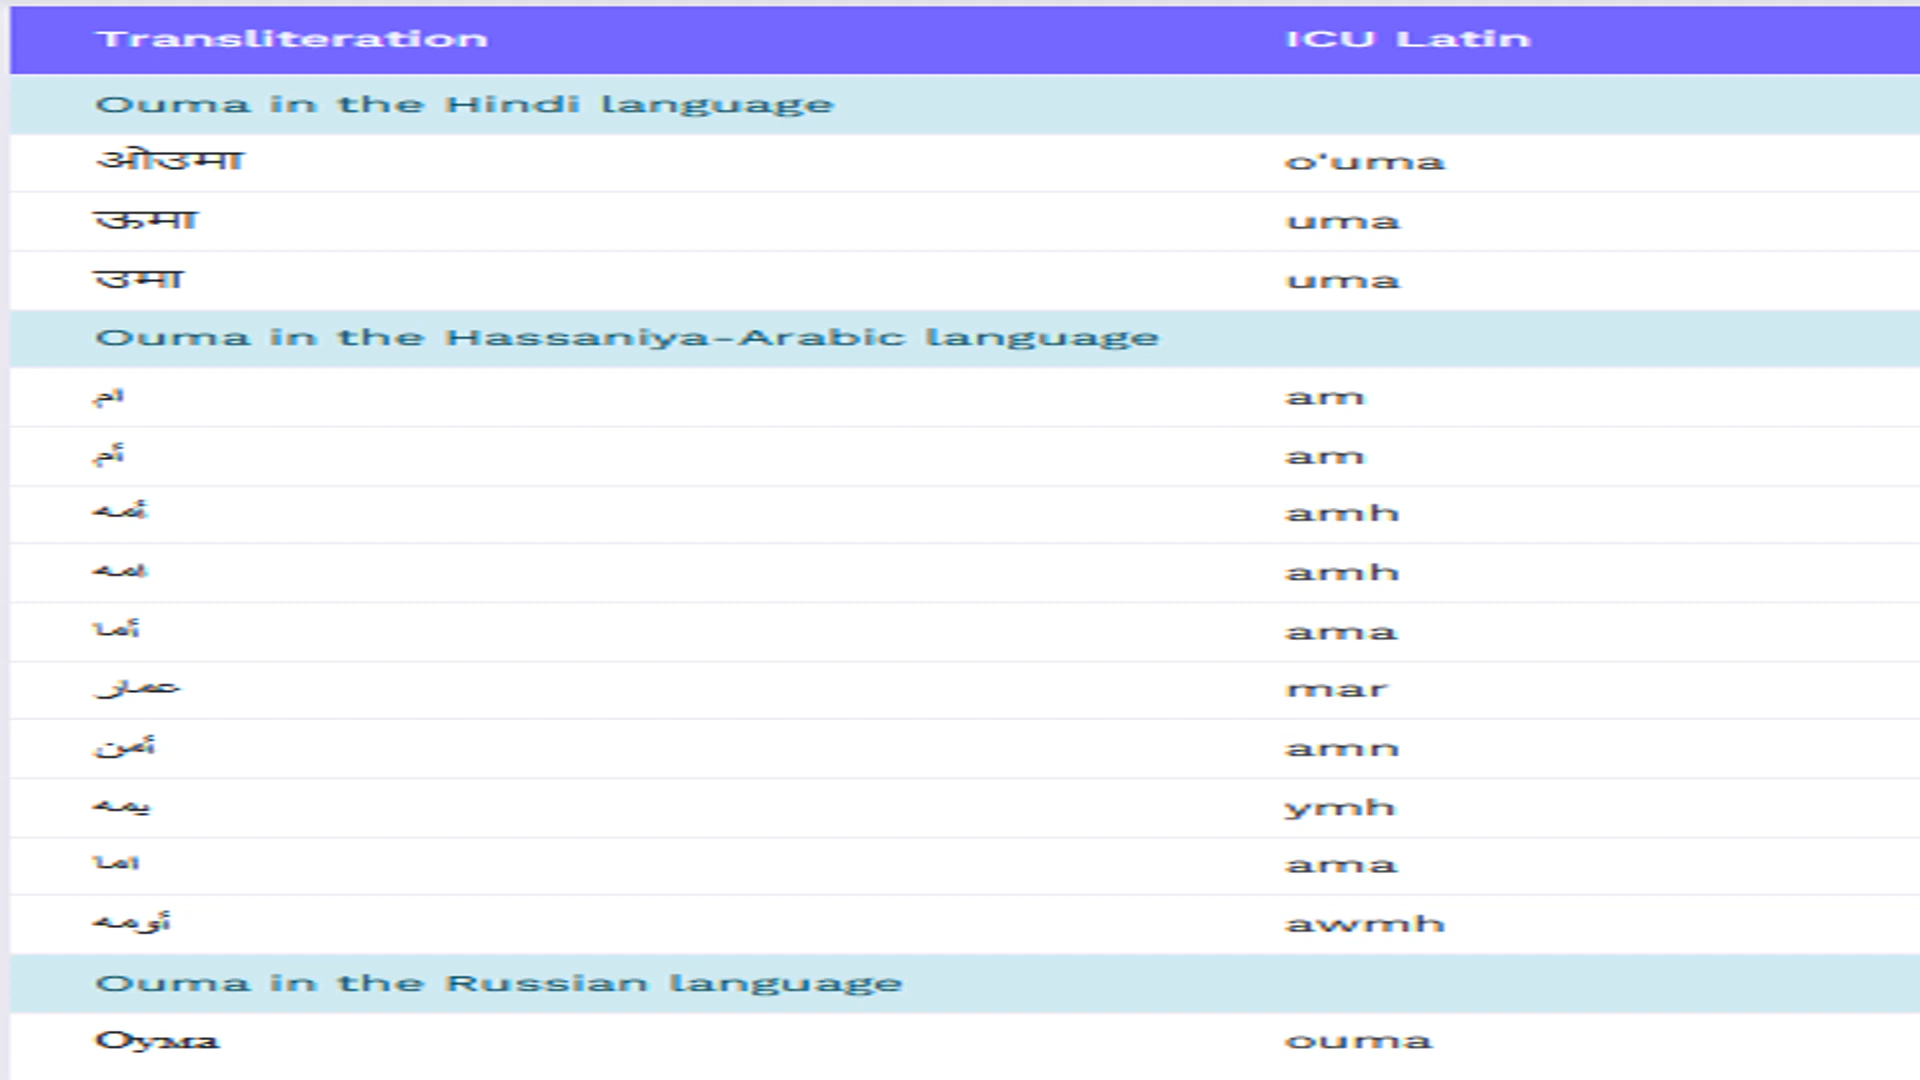 Transliteration ICU Latin
Ouma in the Hindi language
ओउमा o'uma
ऊमा uma
उमा uma
Ouma in the Hassaniya-Arabic language
ام am
أم am
أمه amh
امه amh
أما ama
عمار mar
أمن amn
يمه ymh
اما ama
أومه awmh
Ouma in the Russian language
Оума ouma